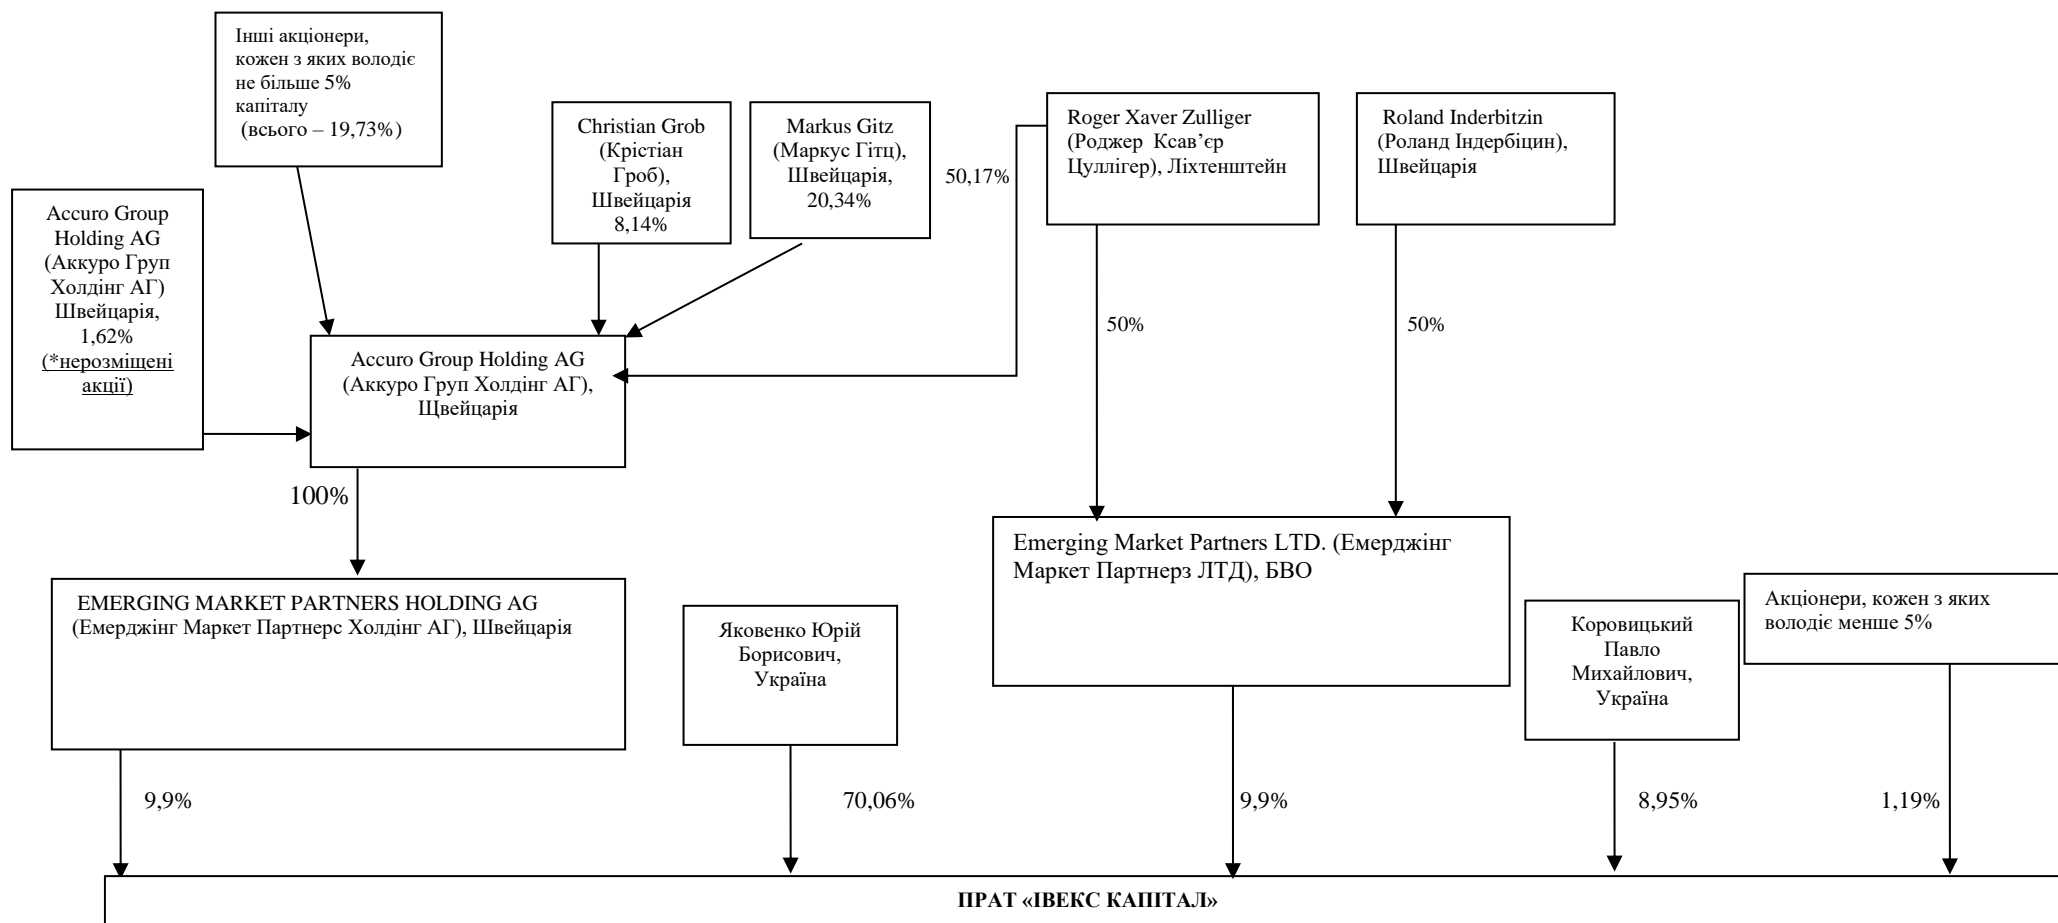 Інші акціонери,
кожен з яких володіє
не більше 5%
капіталу
(всього – 19,73%)
Christian Grob
(Крістіан
Гроб),
Швейцарія
8,14%
Markus Gitz
(Маркус Гітц),
Швейцарія,
20,34%
50,17%
Roger Xaver Zulliger
(Роджер Ксав’єр
Цуллігер), Ліхтенштейн
Roland Inderbitzin
(Роланд Індербіцин),
Швейцарія
Accuro Group
Holding AG
(Аккуро Груп
Холдінг АГ)
Швейцарія,
1,62%
(*нерозміщені
акції)
50%
50%
Accuro Group Holding AG
(Аккуро Груп Холдінг АГ),
Щвейцарія
100%
Emerging Market Partners LTD. (Емерджінг
Маркет Партнерз ЛТД), БВО
EMERGING MARKET PARTNERS HOLDING AG
(Емерджінг Маркет Партнерс Холдінг АГ), Швейцарія
Яковенко Юрій
Борисович,
Україна
Коровицький
Павло
Михайлович,
Україна
Акціонери, кожен з яких
володіє менше 5%
9,9%
70,06%
9,9%
8,95%
1,19%
ПРАТ «ІВЕКС КАПІТАЛ»